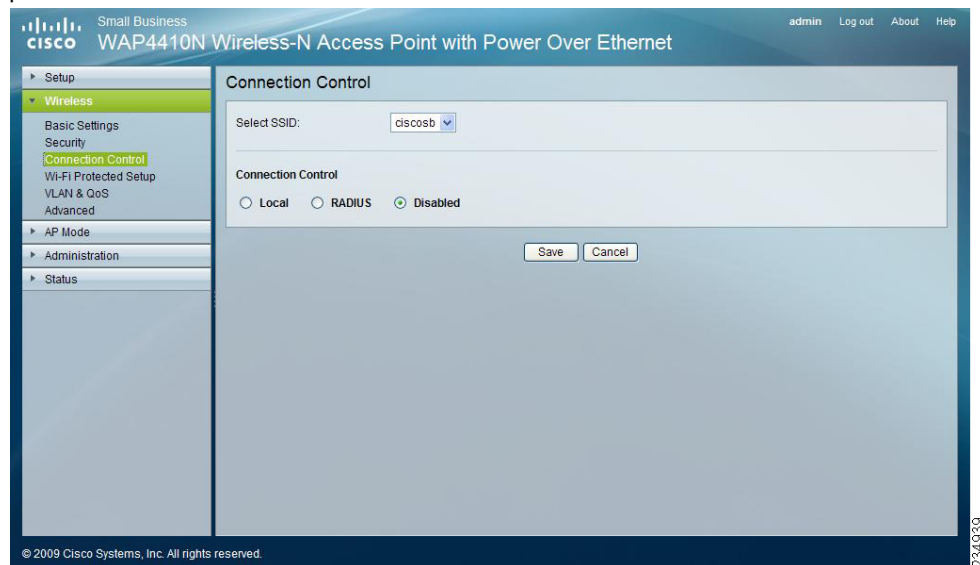 Small Business
CISCO WAP4410N Wireless-N Access Point with Power Over Ethernet
admin Log out About Help
Setup
Wireless
Basic Settings
Security
Connection Control
Wi-Fi Protected Setup
VLAN & QoS
Advanced
AP Mode
Administration
Status
Connection Control
Select SSID: ciscosb
Connection Control
Local RADIUS Disabled
Save Cancel
© 2009 Cisco Systems, Inc. All rights reserved.
234939